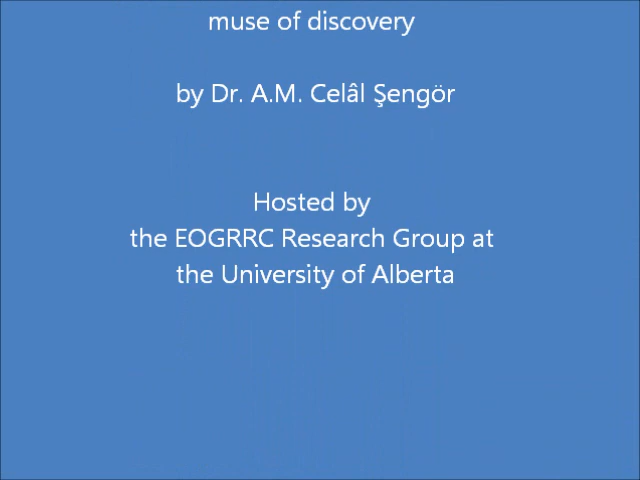 muse of discovery
by Dr. A.M. Celâl Şengör
Hosted by
the EOGRRC Research Group at
the University of Alberta